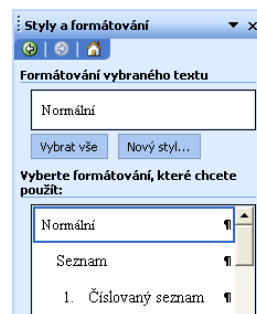 Styly a formátování
Formátování vybraného textu
Normální
Vybrat vše Nový styl...
Vyberte formátování, které chcete
použít:
Normální ¶
Seznam ¶
1. Číslovaný seznam ¶